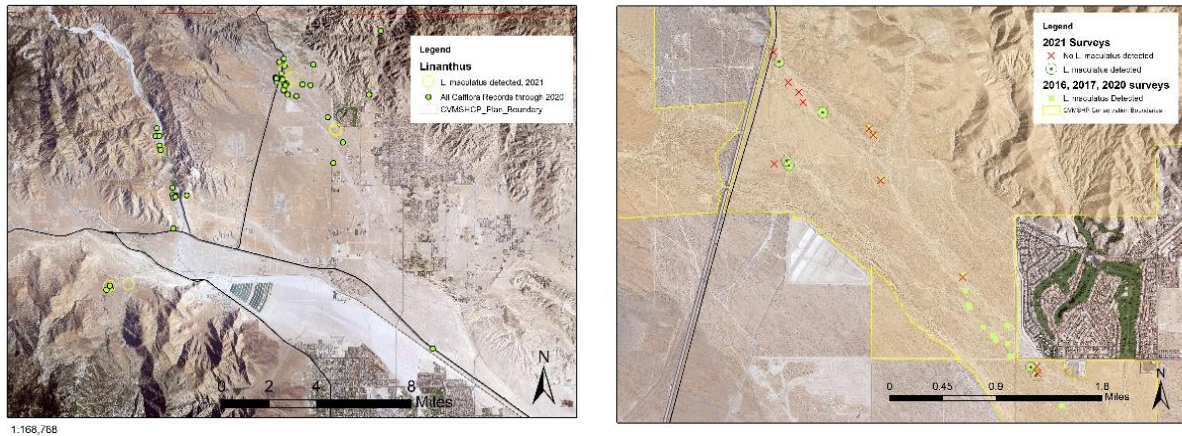 Legend
Linanthus
L. maculatus detected, 2021
All Calflora Records through 2020
CVMSHCP_Plan_Boundary
N
0 2 4 8
Miles
1:168,768
Legend
2021 Surveys
No L. maculatus detected
L. maculatus detected
2016, 2017, 2020 surveys
L. maculatus Detected
CVMSHP Conservation Boundaries
N
0 0.45 0.9 1.8
Miles